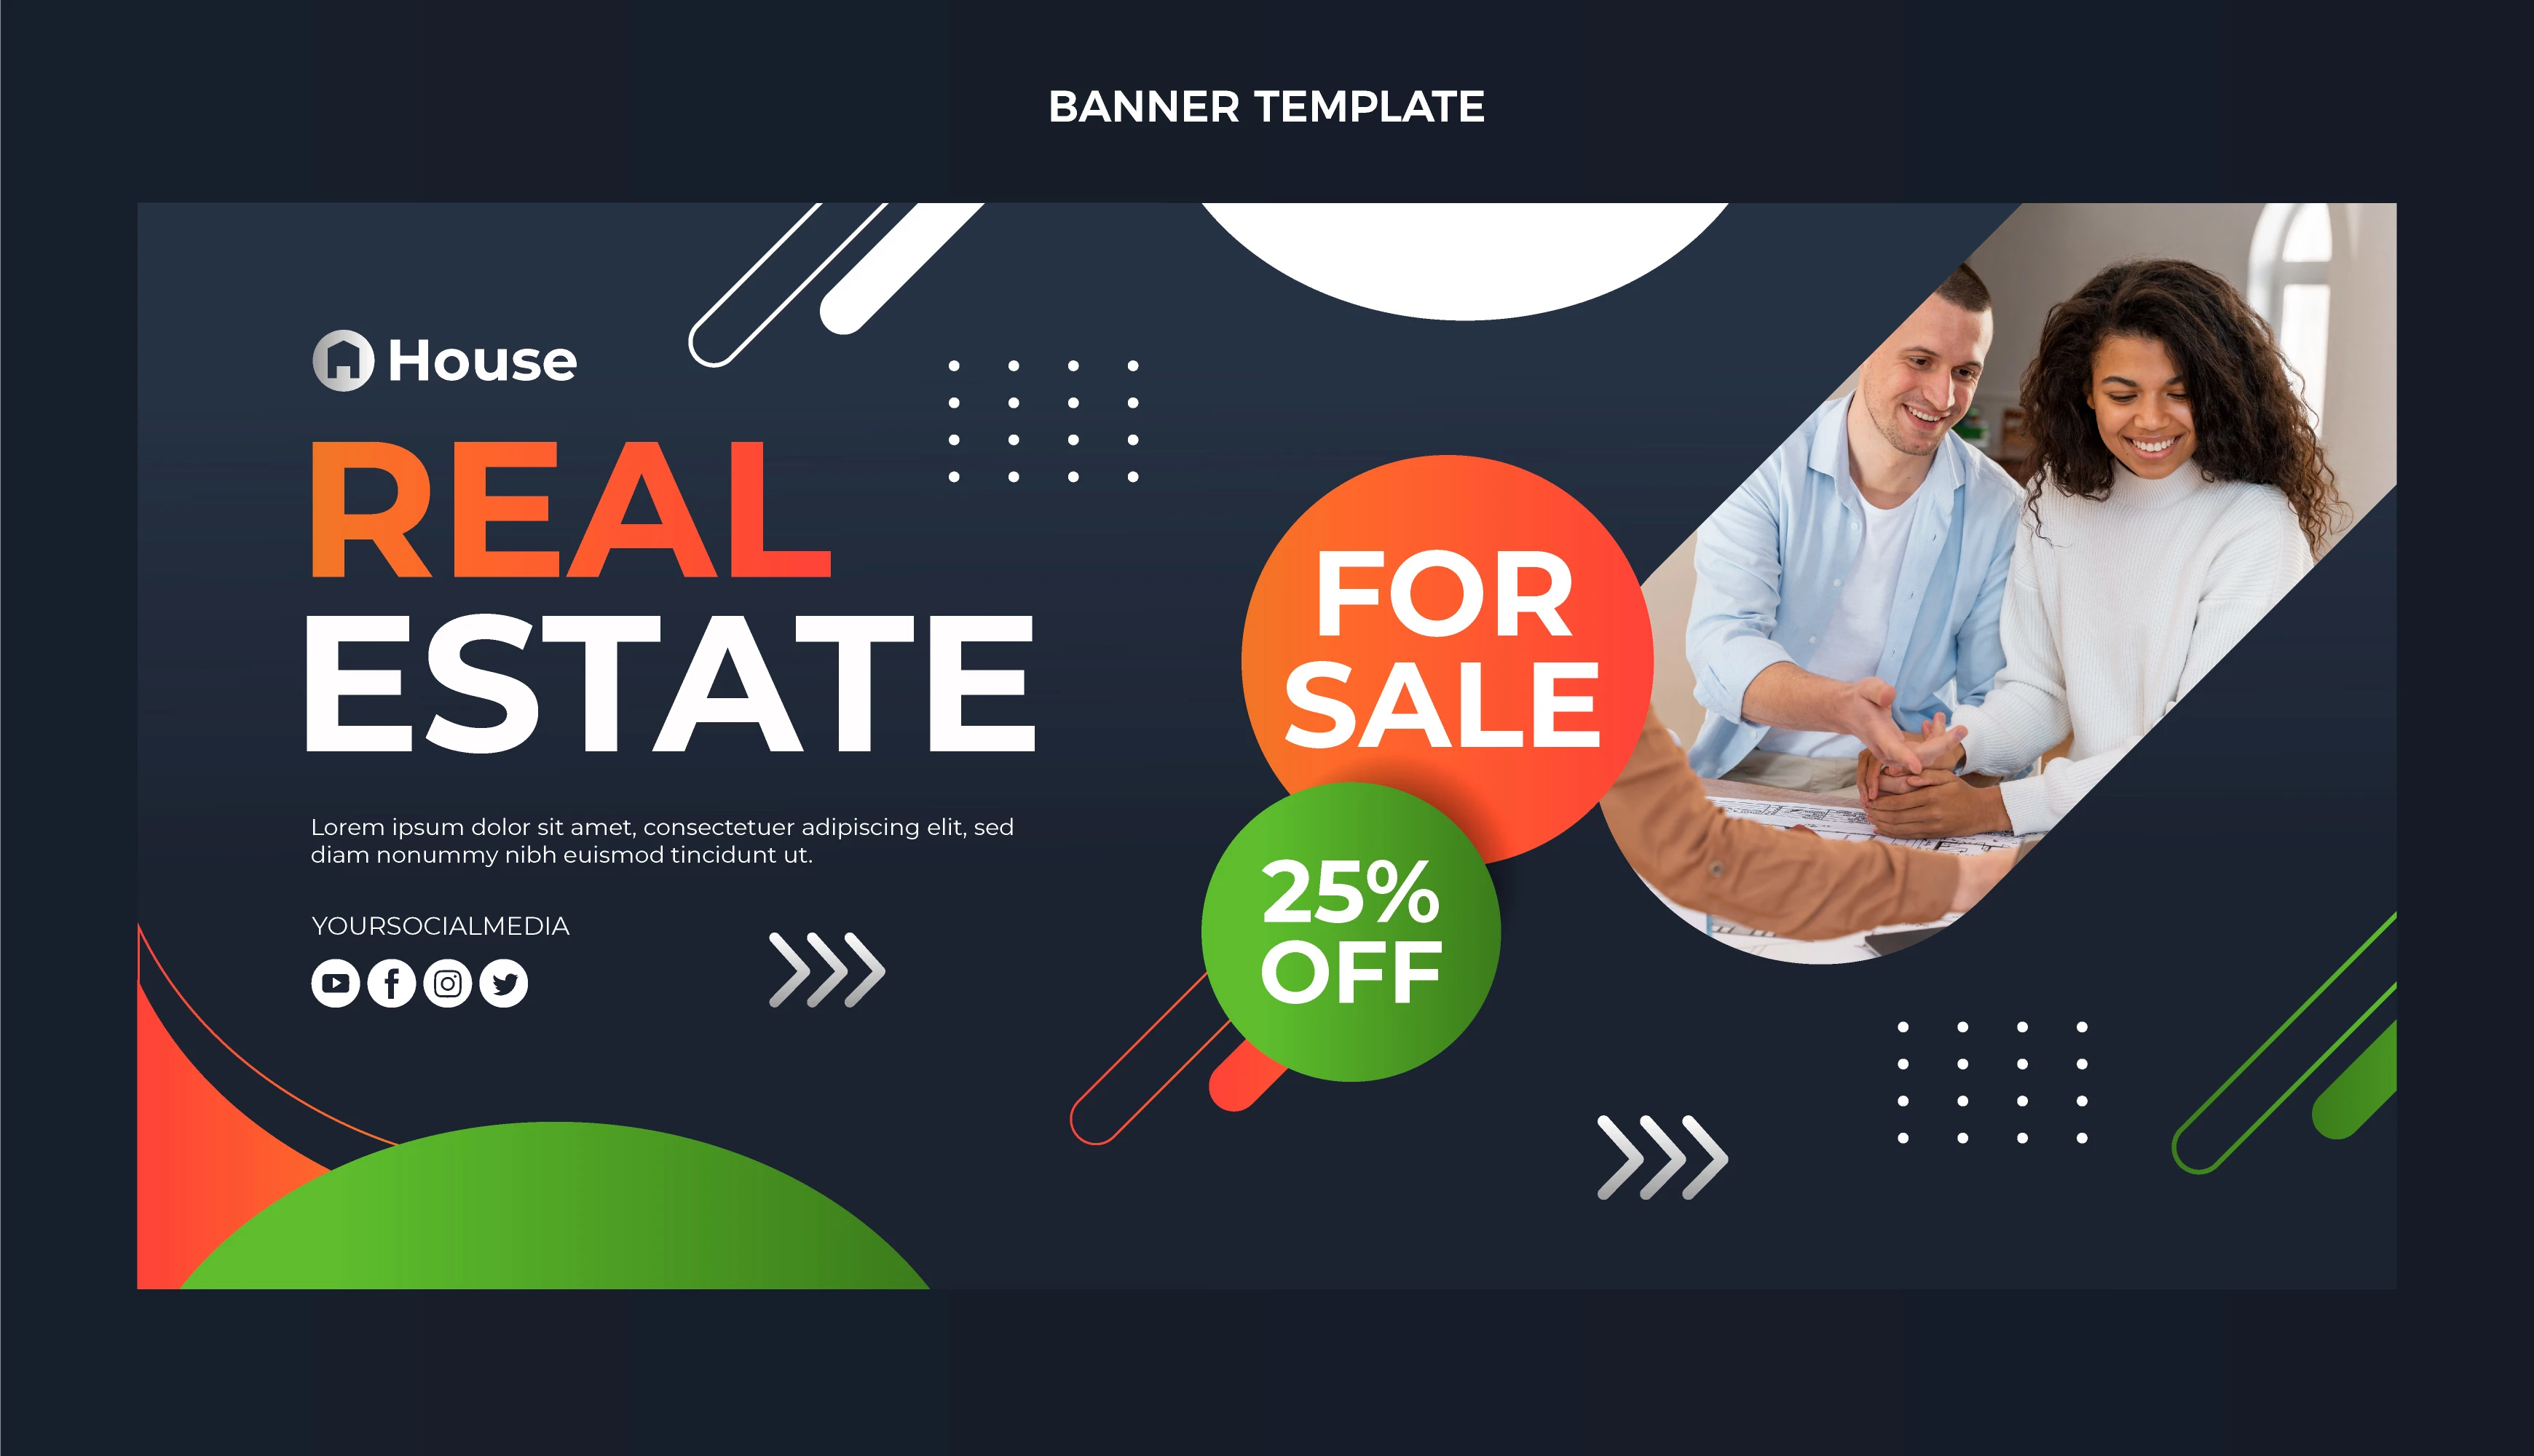 BANNER TEMPLATE
House
REAL
ESTATE
Lorem ipsum dolor sit amet, consectetuer adipiscing elit, sed
diam nonummy nibh euismod tincidunt ut.
YOURSOCIALMEDIA
FOR
SALE
25%
OFF